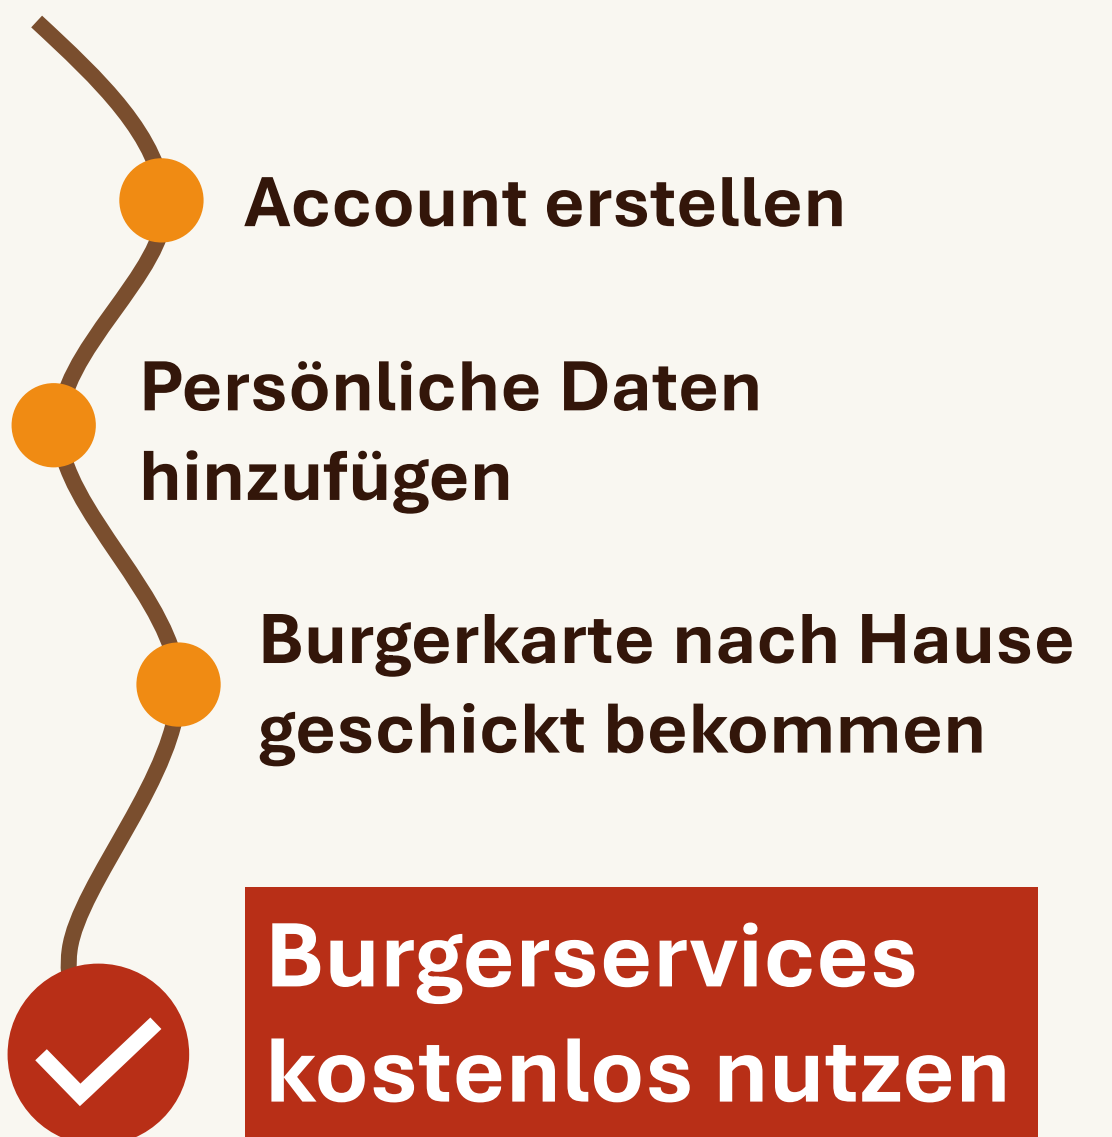 Account erstellen
Persönliche Daten
hinzufügen
Burgerkarte nach Hause
geschickt bekommen
Burgerservices
kostenlos nutzen